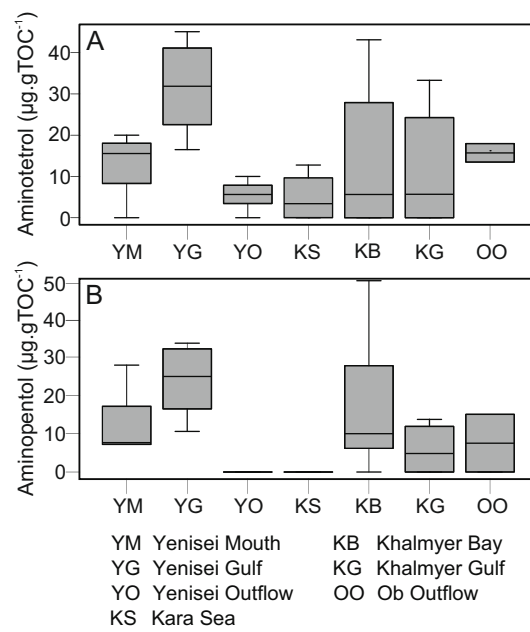 A
Aminotetrol (µg.gTOC⁻¹)
40
30
20
10
0
YM YG YO KS KB KG OO
B
Aminopentol (µg.gTOC⁻¹)
50
40
30
20
10
0
YM YG YO KS KB KG OO
YM Yenisei Mouth KB Khalmyer Bay
YG Yenisei Gulf KG Khalmyer Gulf
YO Yenisei Outflow OO Ob Outflow
KS Kara Sea